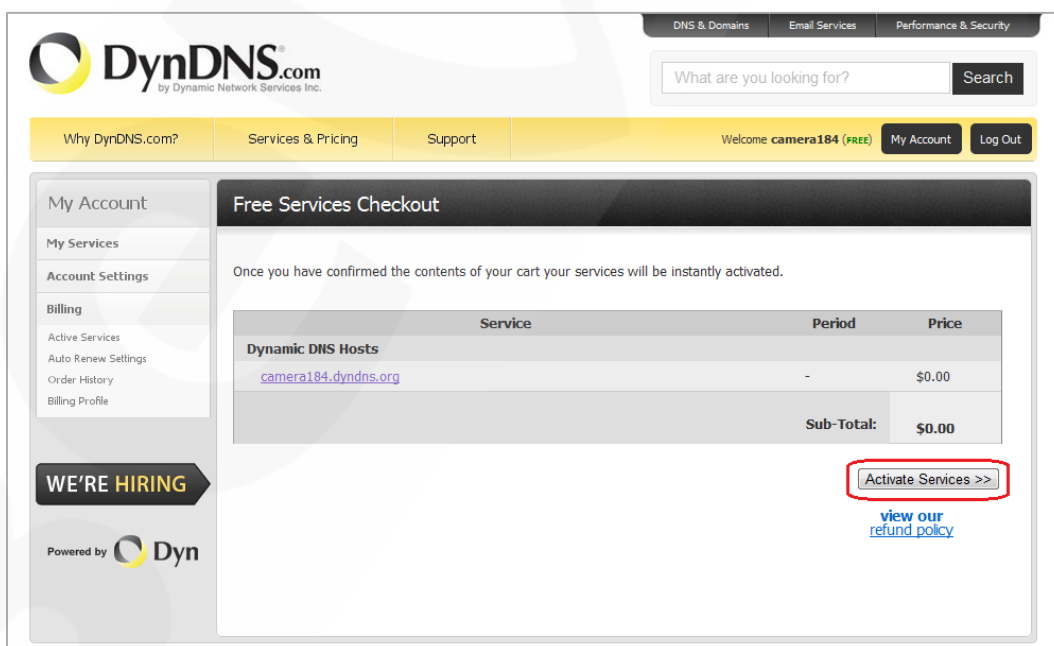 DNS & Domains Email Services Performance & Security
DynDNS.com
by Dynamic Network Services Inc.
What are you looking for? Search
Why DynDNS.com? Services & Pricing Support Welcome camera184 (FREE) My Account Log Out
My Account
My Services
Account Settings
Billing
Active Services
Auto Renew Settings
Order History
Billing Profile
WE'RE HIRING
Powered by Dyn
Free Services Checkout
Once you have confirmed the contents of your cart your services will be instantly activated.
Service Period Price
Dynamic DNS Hosts
camera184.dyndns.org - $0.00
Sub-Total: $0.00
Activate Services >>
view our
refund policy